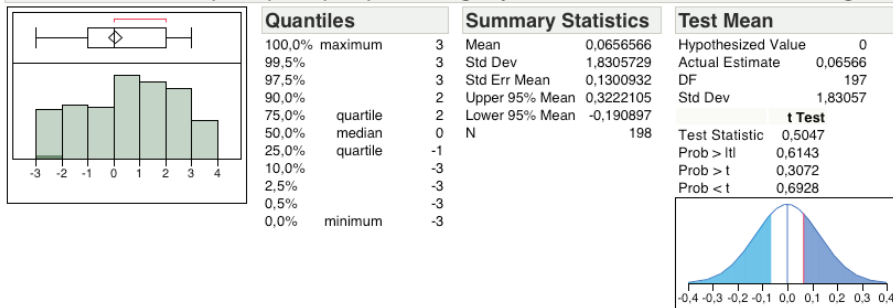 Quantiles
100,0% maximum 3
99,5% 3
97,5% 3
90,0% 2
75,0% quartile 2
50,0% median 0
25,0% quartile -1
10,0% -3
2,5% -3
0,5% -3
0,0% minimum -3
-3 -2 -1 0 1 2 3 4
Summary Statistics
Mean 0,0656566
Std Dev 1,8305729
Std Err Mean 0,1300932
Upper 95% Mean 0,3222105
Lower 95% Mean -0,190897
N 198
Test Mean
Hypothesized Value 0
Actual Estimate 0,06566
DF 197
Std Dev 1,83057
t Test
Test Statistic 0,5047
Prob > |t| 0,6143
Prob > t 0,3072
Prob < t 0,6928
-0,4 -0,3 -0,2 -0,1 0,0 0,1 0,2 0,3 0,4